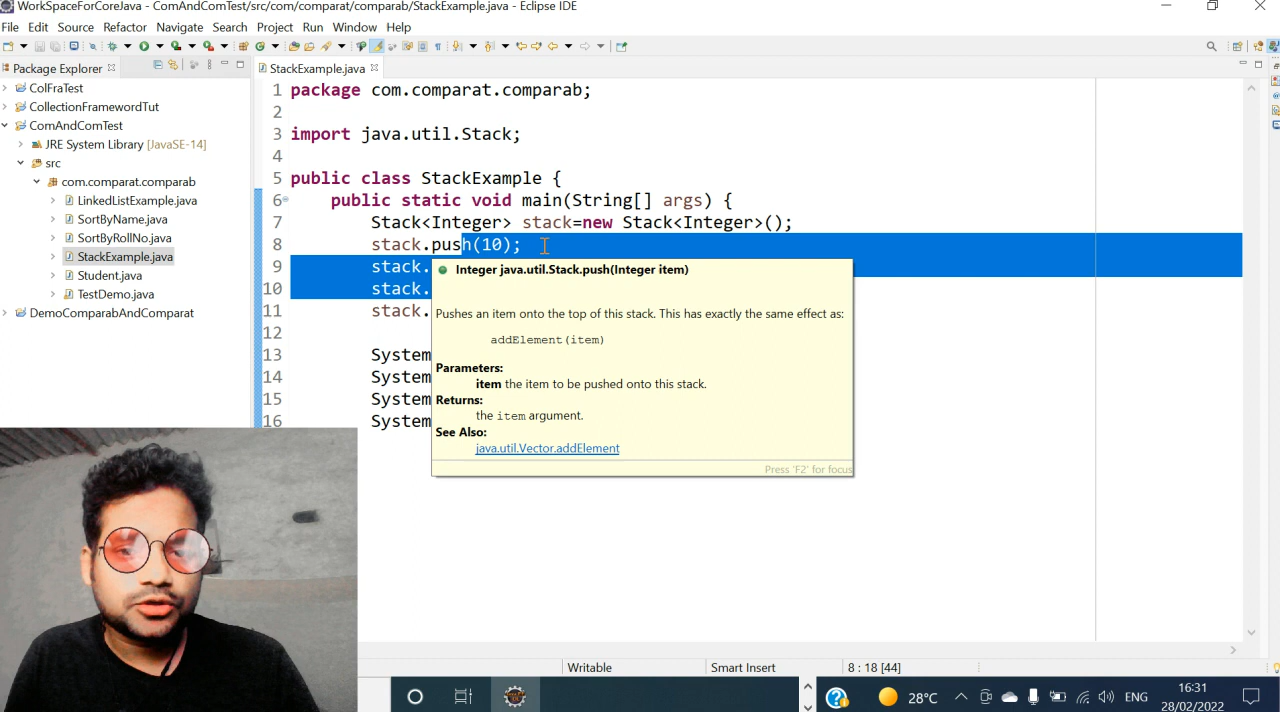 WorkSpaceForCoreJava - ComAndComTest/src/com/comparat/comparab/StackExample.java - Eclipse IDE
File Edit Source Refactor Navigate Search Project Run Window Help
Package Explorer
StackExample.java
ColFraTest
CollectionFramewordTut
ComAndComTest
JRE System Library [JavaSE-14]
src
com.comparat.comparab
LinkedListExample.java
SortByName.java
SortByRollNo.java
StackExample.java
Student.java
TestDemo.java
DemoComparabAndComparat
1 package com.comparat.comparab;
2
3 import java.util.Stack;
4
5 public class StackExample {
6 public static void main(String[] args) {
7 Stack<Integer> stack=new Stack<Integer>();
8 stack.push(10);
9 stack.
10 stack.
11 stack.
12
13 System
14 System
15 System
16 System
Integer java.util.Stack.push(Integer item)
Pushes an item onto the top of this stack. This has exactly the same effect as:
addElement(item)
Parameters:
item the item to be pushed onto this stack.
Returns:
the item argument.
See Also:
java.util.Vector.addElement
Press 'F2' for focus
Writable Smart Insert 8 : 18 [44]
28°C ENG 16:31
28/02/2022